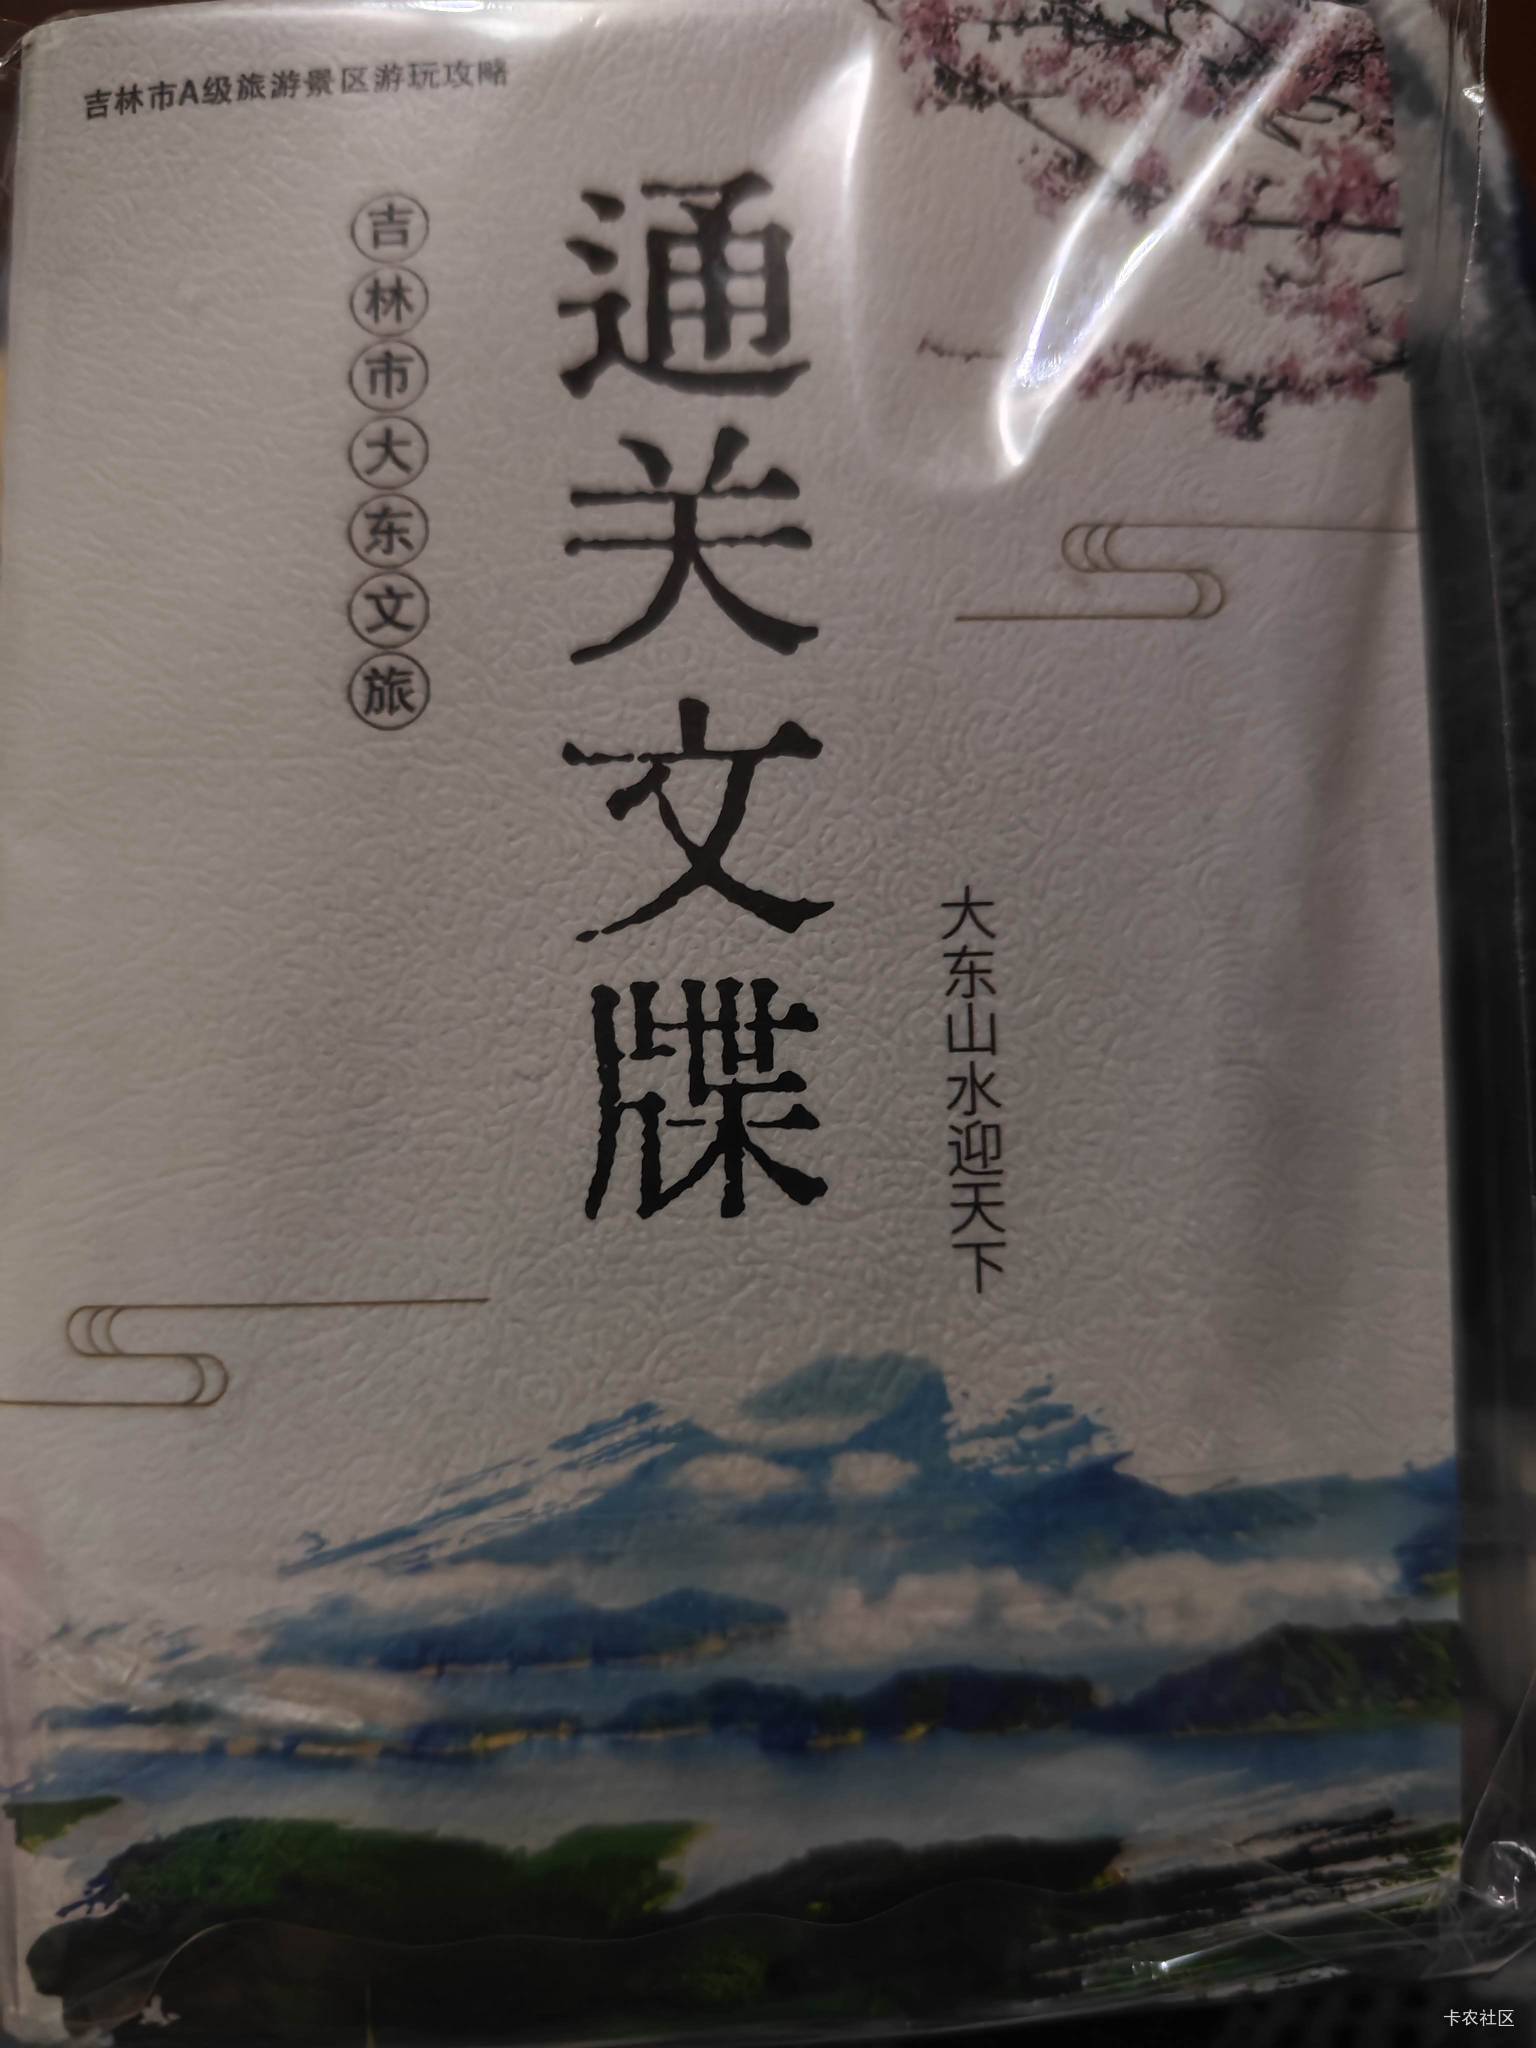 吉林市A级旅游景区游玩攻略
吉林市大东文旅
通关文牒
大东山水迎天下
卡农社区